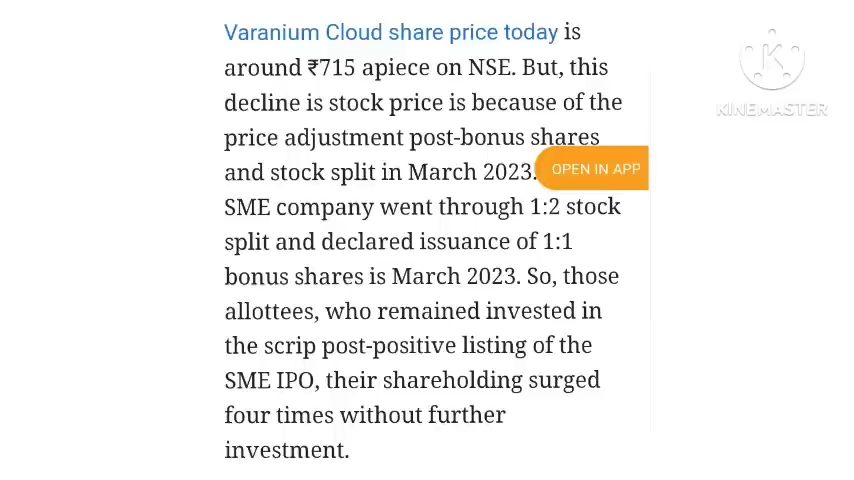 Varanium Cloud share price today is
around ₹715 apiece on NSE. But, this
decline is stock price is because of the
price adjustment post-bonus shares
and stock split in March 2023.
OPEN IN APP
SME company went through 1:2 stock
split and declared issuance of 1:1
bonus shares is March 2023. So, those
allottees, who remained invested in
the scrip post-positive listing of the
SME IPO, their shareholding surged
four times without further
investment.
K
KINEMASTER